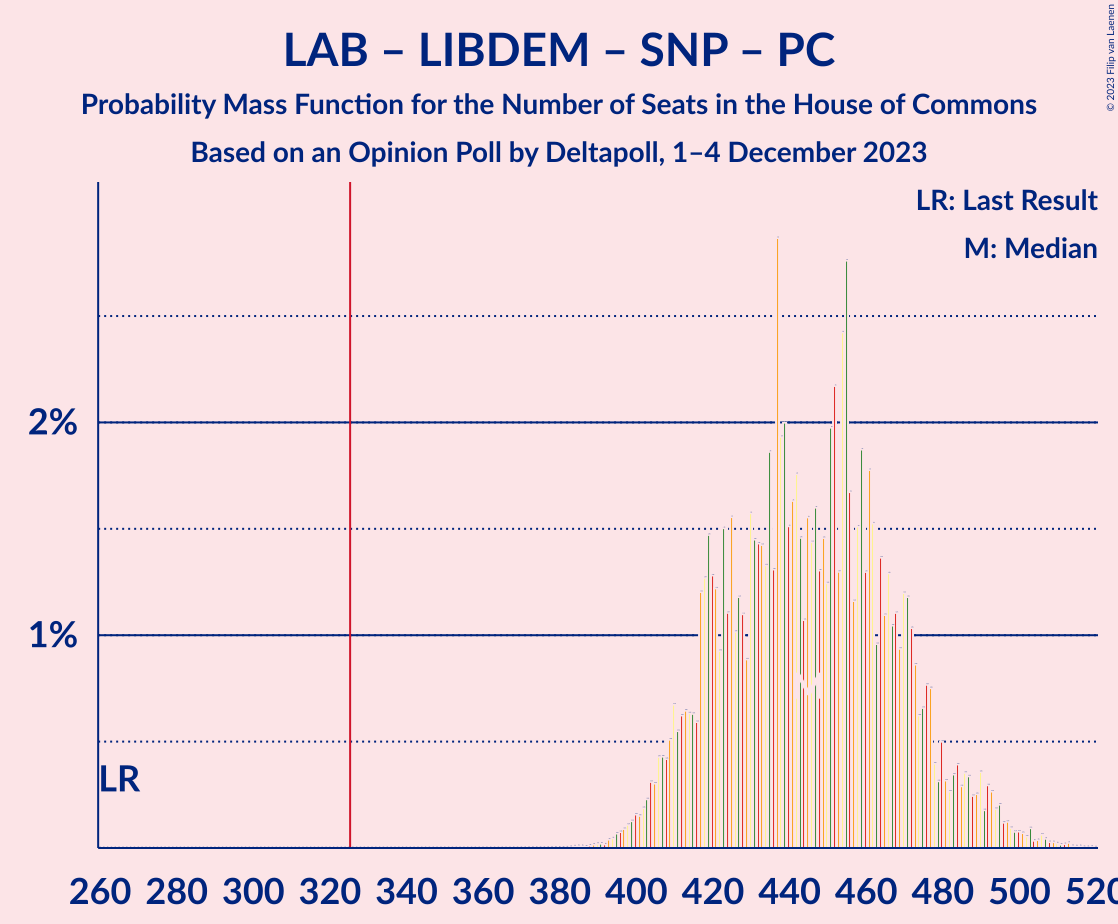 LAB – LIBDEM – SNP – PC
Probability Mass Function for the Number of Seats in the House of Commons
Based on an Opinion Poll by Deltapoll, 1–4 December 2023
© 2023 Filip van Laenen
LR: Last Result
M: Median
2%
1%
LR
260 280 300 320 340 360 380 400 420 440 460 480 500 520